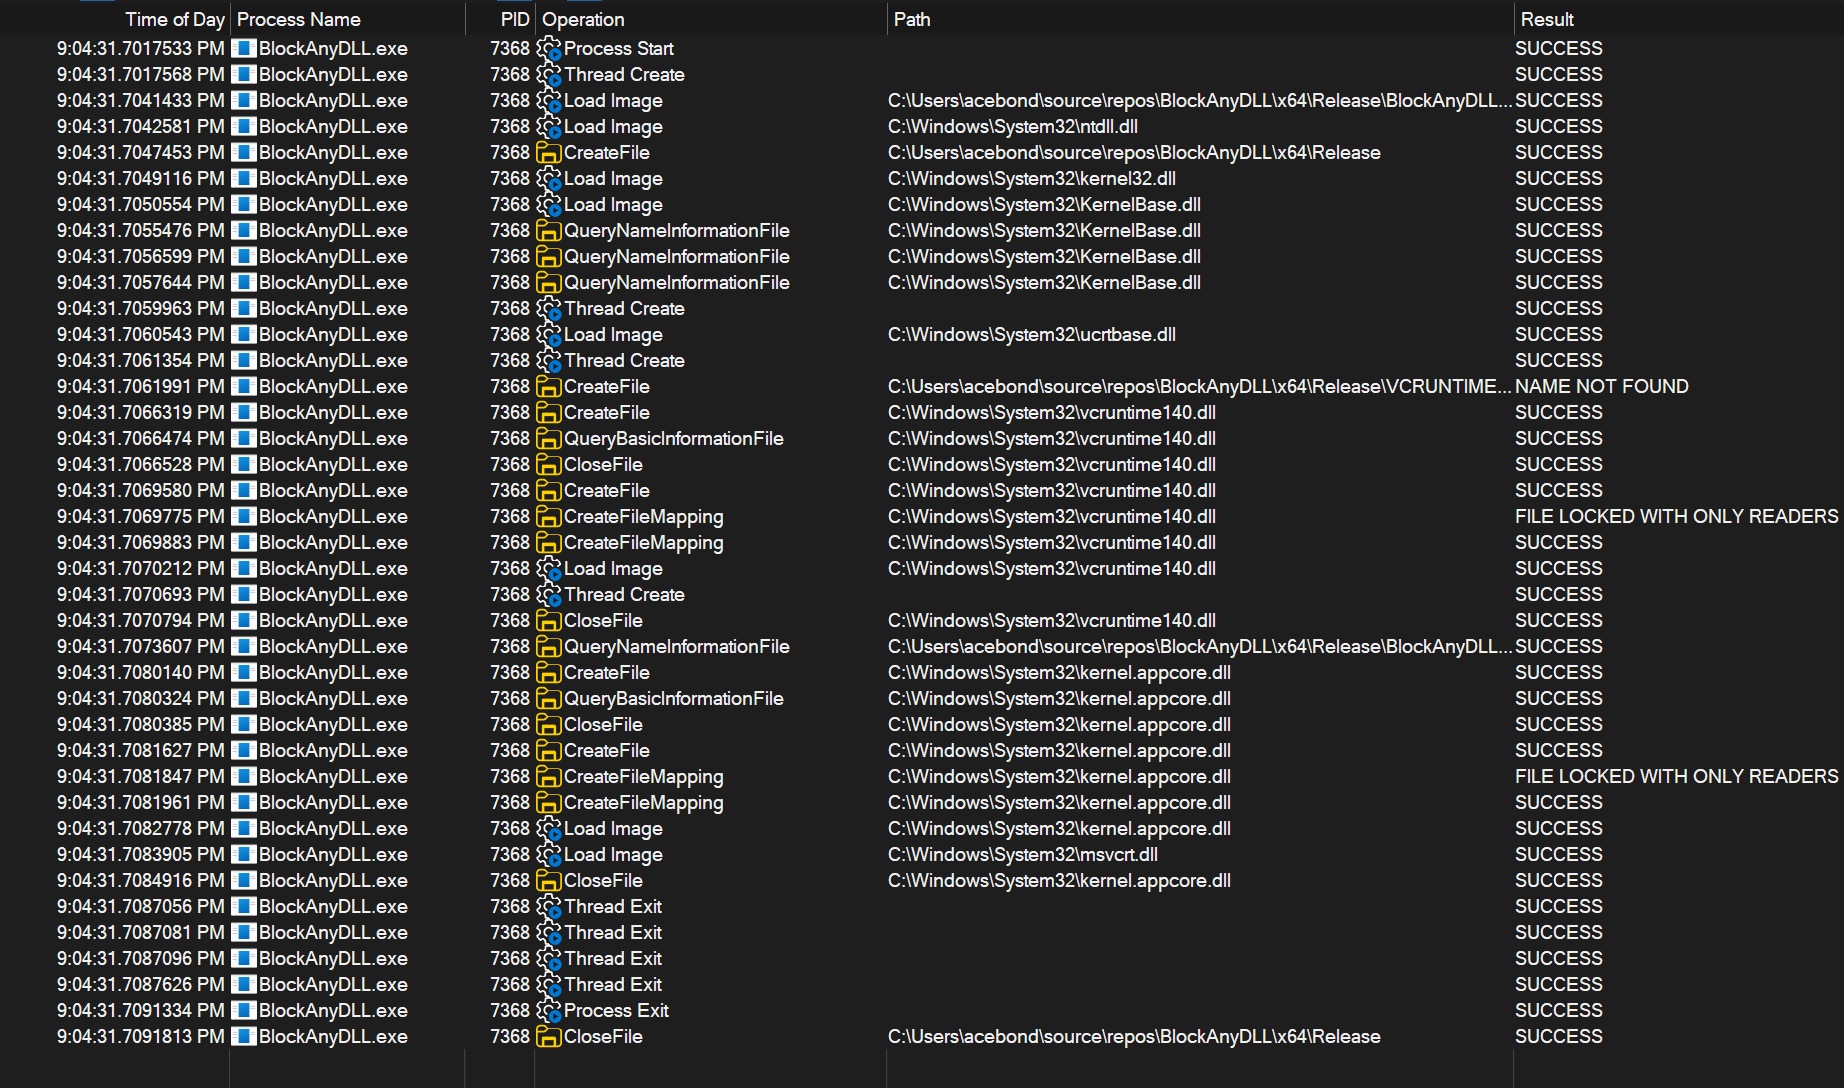 Time of Day Process Name PID Operation Path Result
9:04:31.7017533 PM BlockAnyDLL.exe 7368 Process Start SUCCESS
9:04:31.7017568 PM BlockAnyDLL.exe 7368 Thread Create SUCCESS
9:04:31.7041433 PM BlockAnyDLL.exe 7368 Load Image C:\Users\acebond\source\repos\BlockAnyDLL\x64\Release\BlockAnyDLL... SUCCESS
9:04:31.7042581 PM BlockAnyDLL.exe 7368 Load Image C:\Windows\System32\ntdll.dll SUCCESS
9:04:31.7047453 PM BlockAnyDLL.exe 7368 CreateFile C:\Users\acebond\source\repos\BlockAnyDLL\x64\Release SUCCESS
9:04:31.7049116 PM BlockAnyDLL.exe 7368 Load Image C:\Windows\System32\kernel32.dll SUCCESS
9:04:31.7050554 PM BlockAnyDLL.exe 7368 Load Image C:\Windows\System32\KernelBase.dll SUCCESS
9:04:31.7055476 PM BlockAnyDLL.exe 7368 QueryNameInformationFile C:\Windows\System32\KernelBase.dll SUCCESS
9:04:31.7056599 PM BlockAnyDLL.exe 7368 QueryNameInformationFile C:\Windows\System32\KernelBase.dll SUCCESS
9:04:31.7057644 PM BlockAnyDLL.exe 7368 QueryNameInformationFile C:\Windows\System32\KernelBase.dll SUCCESS
9:04:31.7059963 PM BlockAnyDLL.exe 7368 Thread Create SUCCESS
9:04:31.7060543 PM BlockAnyDLL.exe 7368 Load Image C:\Windows\System32\ucrtbase.dll SUCCESS
9:04:31.7061354 PM BlockAnyDLL.exe 7368 Thread Create SUCCESS
9:04:31.7061991 PM BlockAnyDLL.exe 7368 CreateFile C:\Users\acebond\source\repos\BlockAnyDLL\x64\Release\VCRUNTIME... NAME NOT FOUND
9:04:31.7066319 PM BlockAnyDLL.exe 7368 CreateFile C:\Windows\System32\vcruntime140.dll SUCCESS
9:04:31.7066474 PM BlockAnyDLL.exe 7368 QueryBasicInformationFile C:\Windows\System32\vcruntime140.dll SUCCESS
9:04:31.7066528 PM BlockAnyDLL.exe 7368 CloseFile C:\Windows\System32\vcruntime140.dll SUCCESS
9:04:31.7069580 PM BlockAnyDLL.exe 7368 CreateFile C:\Windows\System32\vcruntime140.dll SUCCESS
9:04:31.7069775 PM BlockAnyDLL.exe 7368 CreateFileMapping C:\Windows\System32\vcruntime140.dll FILE LOCKED WITH ONLY READERS
9:04:31.7069883 PM BlockAnyDLL.exe 7368 CreateFileMapping C:\Windows\System32\vcruntime140.dll SUCCESS
9:04:31.7070212 PM BlockAnyDLL.exe 7368 Load Image C:\Windows\System32\vcruntime140.dll SUCCESS
9:04:31.7070693 PM BlockAnyDLL.exe 7368 Thread Create SUCCESS
9:04:31.7070794 PM BlockAnyDLL.exe 7368 CloseFile C:\Windows\System32\vcruntime140.dll SUCCESS
9:04:31.7073607 PM BlockAnyDLL.exe 7368 QueryNameInformationFile C:\Users\acebond\source\repos\BlockAnyDLL\x64\Release\BlockAnyDLL... SUCCESS
9:04:31.7080140 PM BlockAnyDLL.exe 7368 CreateFile C:\Windows\System32\kernel.appcore.dll SUCCESS
9:04:31.7080324 PM BlockAnyDLL.exe 7368 QueryBasicInformationFile C:\Windows\System32\kernel.appcore.dll SUCCESS
9:04:31.7080385 PM BlockAnyDLL.exe 7368 CloseFile C:\Windows\System32\kernel.appcore.dll SUCCESS
9:04:31.7081627 PM BlockAnyDLL.exe 7368 CreateFile C:\Windows\System32\kernel.appcore.dll SUCCESS
9:04:31.7081847 PM BlockAnyDLL.exe 7368 CreateFileMapping C:\Windows\System32\kernel.appcore.dll FILE LOCKED WITH ONLY READERS
9:04:31.7081961 PM BlockAnyDLL.exe 7368 CreateFileMapping C:\Windows\System32\kernel.appcore.dll SUCCESS
9:04:31.7082778 PM BlockAnyDLL.exe 7368 Load Image C:\Windows\System32\kernel.appcore.dll SUCCESS
9:04:31.7083905 PM BlockAnyDLL.exe 7368 Load Image C:\Windows\System32\msvcrt.dll SUCCESS
9:04:31.7084916 PM BlockAnyDLL.exe 7368 CloseFile C:\Windows\System32\kernel.appcore.dll SUCCESS
9:04:31.7087056 PM BlockAnyDLL.exe 7368 Thread Exit SUCCESS
9:04:31.7087081 PM BlockAnyDLL.exe 7368 Thread Exit SUCCESS
9:04:31.7087096 PM BlockAnyDLL.exe 7368 Thread Exit SUCCESS
9:04:31.7087626 PM BlockAnyDLL.exe 7368 Thread Exit SUCCESS
9:04:31.7091334 PM BlockAnyDLL.exe 7368 Process Exit SUCCESS
9:04:31.7091813 PM BlockAnyDLL.exe 7368 CloseFile C:\Users\acebond\source\repos\BlockAnyDLL\x64\Release SUCCESS